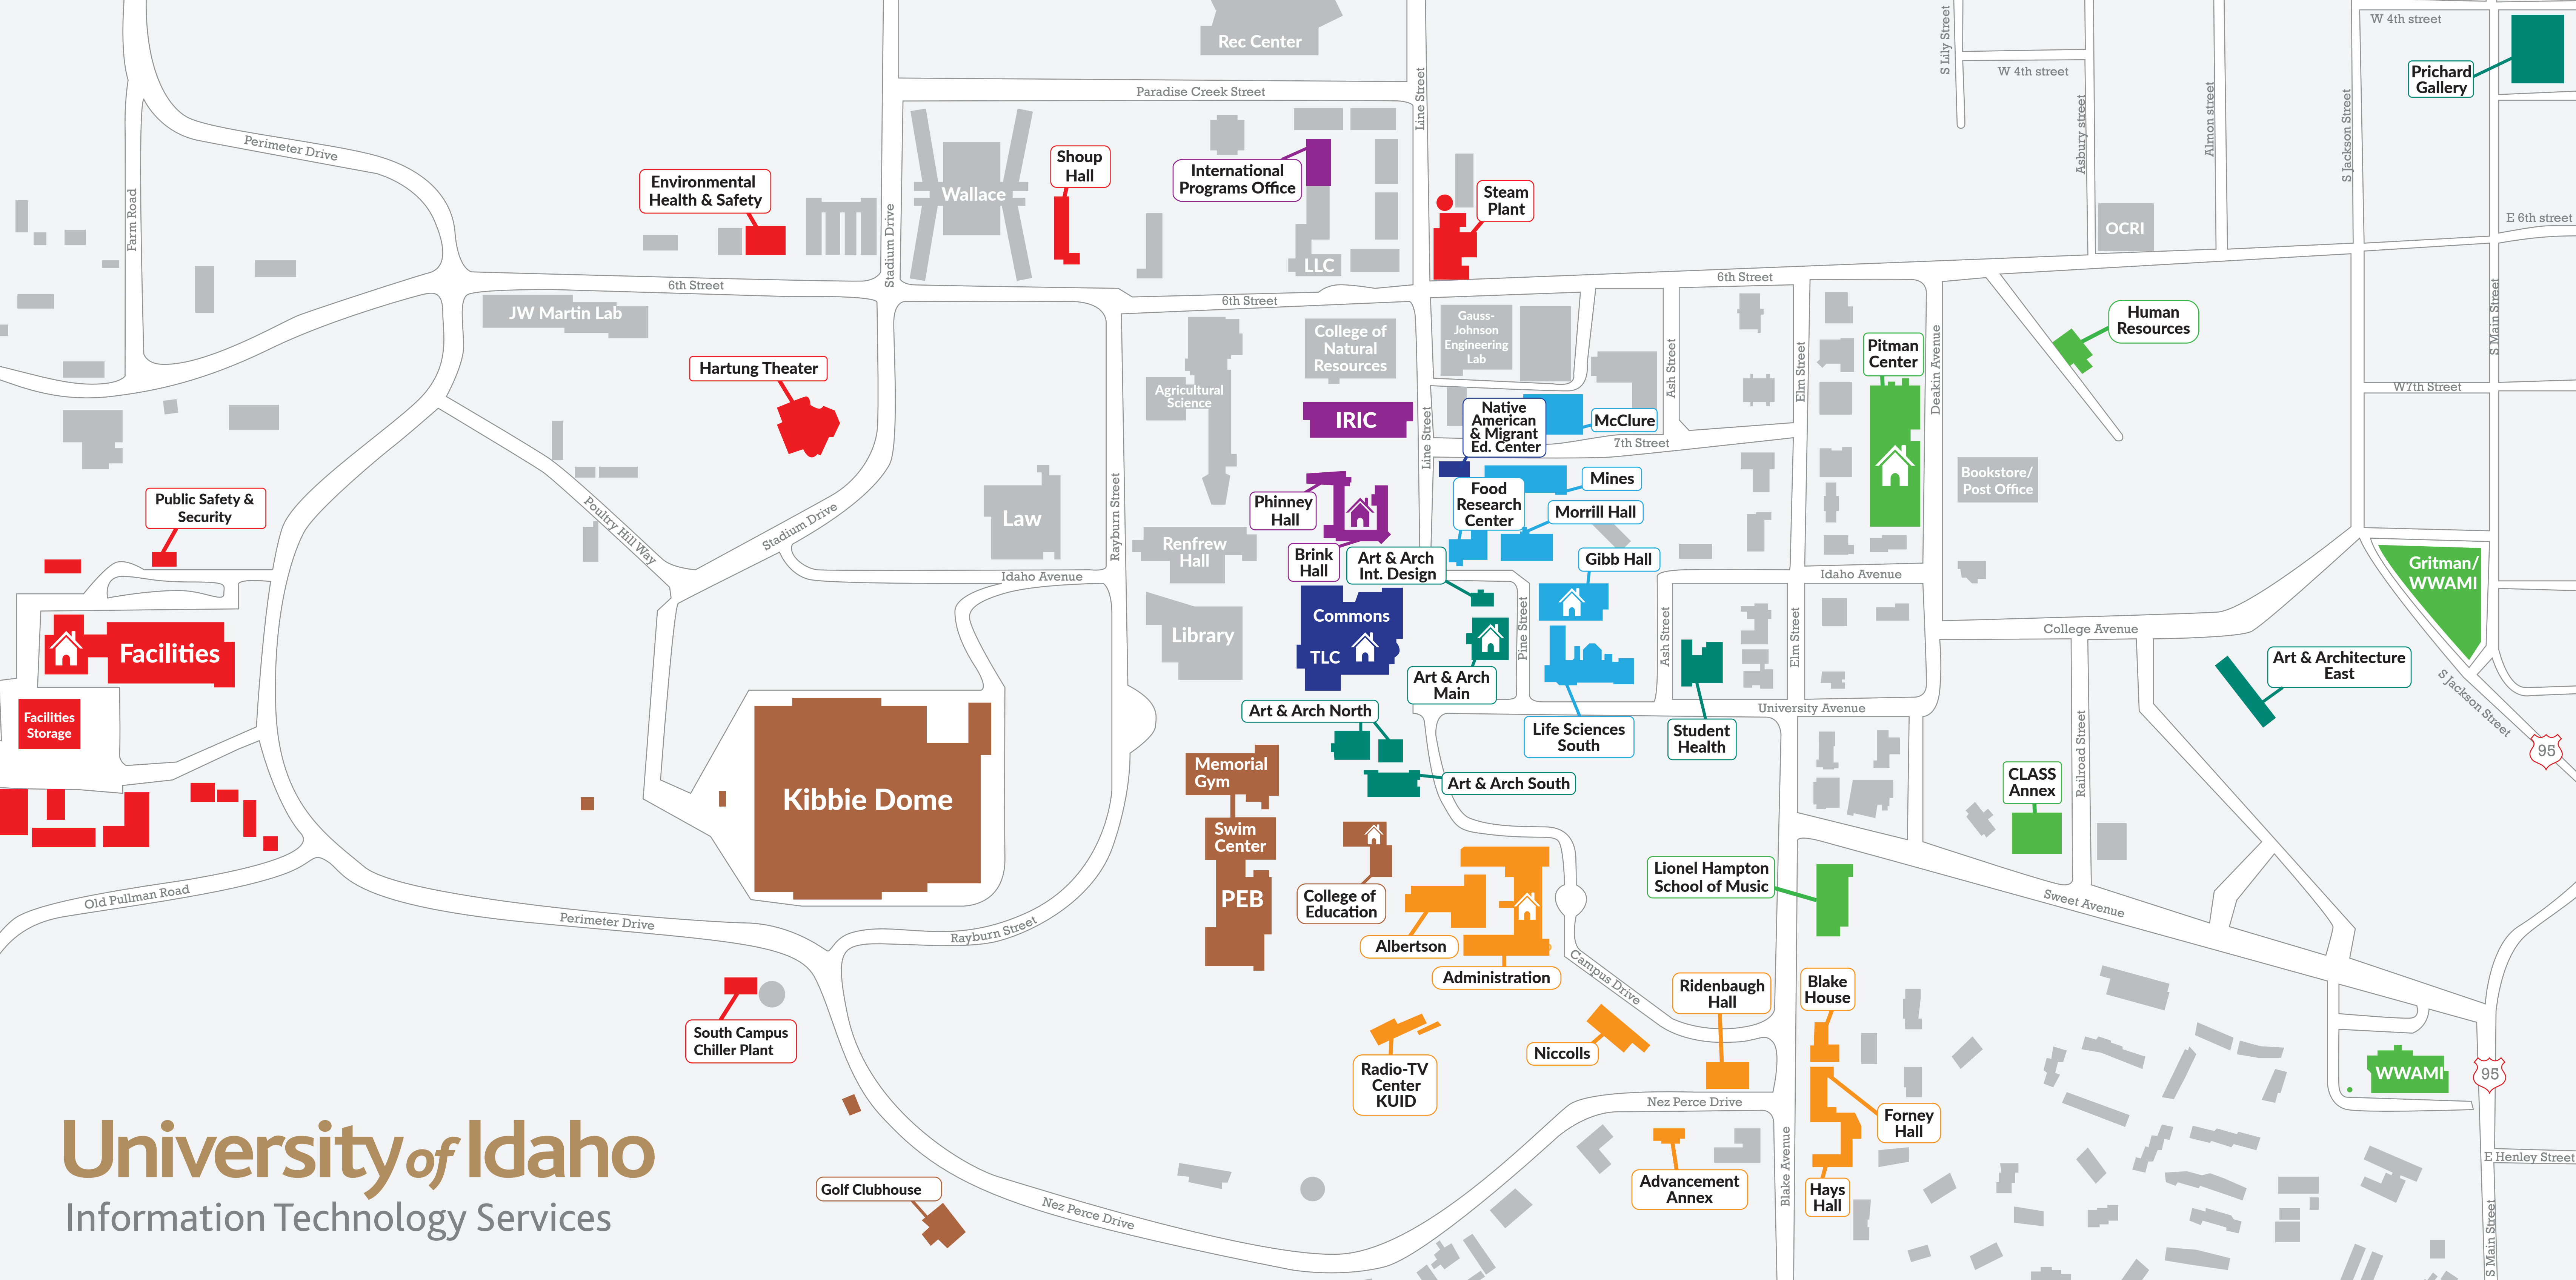 Rec Center
Paradise Creek Street
Line Street
S Lily Street
W 4th street
W 4th street
Asbury street
Almon street
S Jackson Street
Prichard
Gallery
Perimeter Drive
Farm Road
Environmental
Health & Safety
Stadium Drive
Wallace
Shoup
Hall
International
Programs Office
LLC
Steam
Plant
OCRI
E 6th street
6th Street
6th Street
6th Street
JW Martin Lab
Hartung Theater
Agricultural
Science
College of
Natural
Resources
IRIC
Gauss-
Johnson
Engineering
Lab
Line Street
Native
American
& Migrant
Ed. Center
McClure
7th Street
Ash Street
Elm Street
Pitman
Center
Deakin Avenue
Human
Resources
S Main Street
W7th Street
Bookstore/
Post Office
Public Safety &
Security
Poultry Hill Way
Stadium Drive
Law
Rayburn Street
Renfrew
Hall
Phinney
Hall
Brink
Hall
Food
Research
Center
Mines
Morrill Hall
Gibb Hall
Art & Arch
Int. Design
Idaho Avenue
Idaho Avenue
Gritman/
WWAMI
Facilities
Facilities
Storage
Library
Commons
TLC
Art & Arch
Main
Pine Street
Ash Street
Elm Street
College Avenue
Art & Architecture
East
S Jackson Street
95
Art & Arch North
Life Sciences
South
Student
Health
University Avenue
Railroad Street
Kibbie Dome
Memorial
Gym
Swim
Center
PEB
Art & Arch South
CLASS
Annex
College of
Education
Albertson
Administration
Lionel Hampton
School of Music
Sweet Avenue
Old Pullman Road
Perimeter Drive
Rayburn Street
Campus Drive
South Campus
Chiller Plant
Radio-TV
Center
KUID
Niccolls
Ridenbaugh
Hall
Blake
House
Nez Perce Drive
Forney
Hall
WWAMI
95
University of Idaho
Information Technology Services
Golf Clubhouse
Nez Perce Drive
Advancement
Annex
Blake Avenue
Hays
Hall
E Henley Street
S Main Street